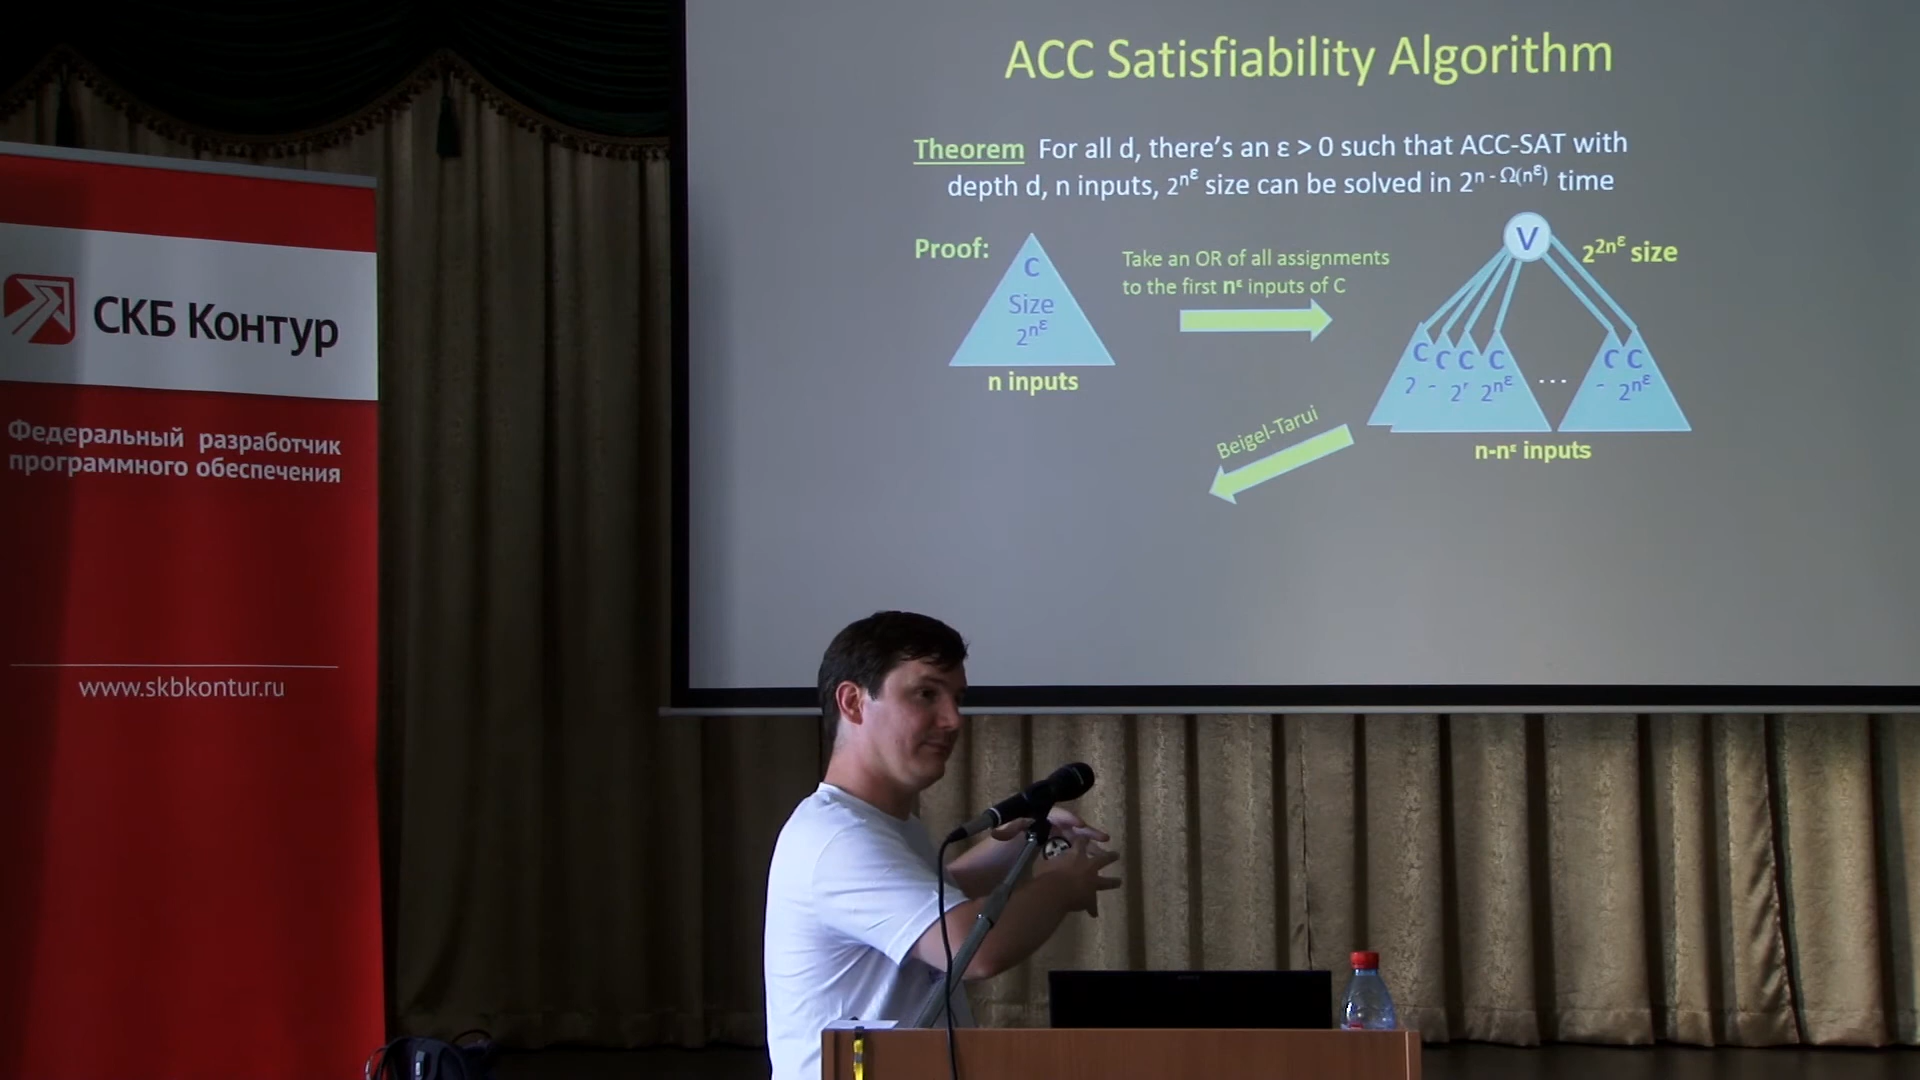 СКБ Контур
Федеральный разработчик
программного обеспечения
www.skbkontur.ru
ACC Satisfiability Algorithm
Theorem For all d, there's an ε > 0 such that ACC-SAT with
depth d, n inputs, 2^n^ε size can be solved in 2^n - Ω(n^ε) time
Proof:
C
Size
2^n^ε
n inputs
Take an OR of all assignments
to the first n^ε inputs of C
V
2^2n^ε size
C C C C
2^n^ε
...
C C
2^n^ε
n-n^ε inputs
Beigel-Tarui